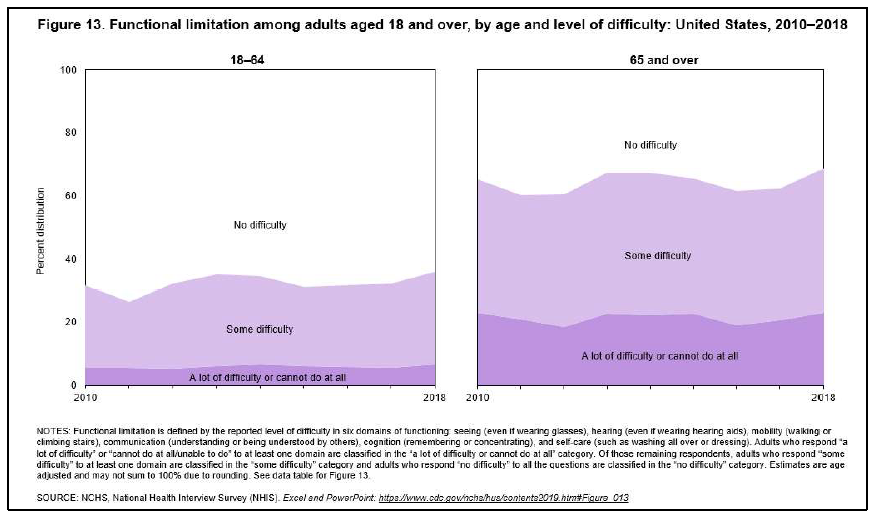 Figure 13. Functional limitation among adults aged 18 and over, by age and level of difficulty: United States, 2010–2018
18–64
65 and over
100
80
60
40
20
0
Percent distribution
No difficulty
Some difficulty
A lot of difficulty or cannot do at all
2010
2018
No difficulty
Some difficulty
A lot of difficulty or cannot do at all
2010
2018
NOTES: Functional limitation is defined by the reported level of difficulty in six domains of functioning: seeing (even if wearing glasses), hearing (even if wearing hearing aids), mobility (walking or
climbing stairs), communication (understanding or being understood by others), cognition (remembering or concentrating), and self-care (such as washing all over or dressing). Adults who respond “a
lot of difficulty” or “cannot do at all/unable to do” to at least one domain are classified in the “a lot of difficulty or cannot do at all” category. Of those remaining respondents, adults who respond “some
difficulty” to at least one domain are classified in the “some difficulty” category and adults who respond “no difficulty” to all the questions are classified in the “no difficulty” category. Estimates are age
adjusted and may not sum to 100% due to rounding. See data table for Figure 13.
SOURCE: NCHS, National Health Interview Survey (NHIS). Excel and PowerPoint: https://www.cdc.gov/nchs/hus/contents2019.htm#Figure_013